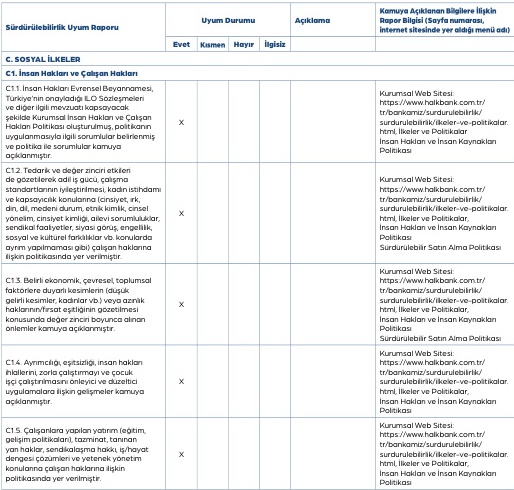 Sürdürülebilirlik Uyum Raporu
Uyum Durumu
Açıklama
Kamuya Açıklanan Bilgilere İlişkin
Rapor Bilgisi (Sayfa numarası,
internet sitesinde yer aldığı menü adı)
Evet Kısmen Hayır İlgisiz
C. SOSYAL İLKELER
C1. İnsan Hakları ve Çalışan Hakları
C1.1. İnsan Hakları Evrensel Beyannamesi,
Türkiye'nin onayladığı ILO Sözleşmeleri
ve diğer ilgili mevzuatı kapsayacak
şekilde Kurumsal İnsan Hakları ve Çalışan
Hakları Politikası oluşturulmuş, politikanın
uygulanmasıyla ilgili sorumlular belirlenmiş
ve politika ile sorumlular kamuya
açıklanmıştır.
X
Kurumsal Web Sitesi:
https://www.halkbank.com.tr/
tr/bankamiz/surdurulebilirlik/
surdurulebilirlik/ilkeler-ve-politikalar.
html, İlkeler ve Politikalar
İnsan Hakları ve İnsan Kaynakları
Politikası
C1.2. Tedarik ve değer zinciri etkileri
de gözetilerek adil iş gücü, çalışma
standartlarının iyileştirilmesi, kadın istihdamı
ve kapsayıcılık konularına (cinsiyet, ırk,
din, dil, medeni durum, etnik kimlik, cinsel
yönelim, cinsiyet kimliği, ailevi sorumluluklar,
sendikal faaliyetler, siyasi görüş, engellilik,
sosyal ve kültürel farklılıklar vb. konularda
ayrım yapılmaması gibi) çalışan haklarına
ilişkin politikasında yer verilmiştir.
X
Kurumsal Web Sitesi:
https://www.halkbank.com.tr/
tr/bankamiz/surdurulebilirlik/
surdurulebilirlik/ilkeler-ve-politikalar.
html, İlkeler ve Politikalar,
İnsan Hakları ve İnsan Kaynakları
Politikası
Sürdürülebilir Satın Alma Politikası
C1.3. Belirli ekonomik, çevresel, toplumsal
faktörlere duyarlı kesimlerin (düşük
gelirli kesimler, kadınlar vb.) veya azınlık
haklarının/fırsat eşitliğinin gözetilmesi
konusunda değer zinciri boyunca alınan
önlemler kamuya açıklanmıştır.
X
Kurumsal Web Sitesi:
https://www.halkbank.com.tr/
tr/bankamiz/surdurulebilirlik/
surdurulebilirlik/ilkeler-ve-politikalar.
html, İlkeler ve Politikalar,
İnsan Hakları ve İnsan Kaynakları
Politikası
Sürdürülebilir Satın Alma Politikası
C1.4. Ayrımcılığı, eşitsizliği, insan hakları
ihlallerini, zorla çalıştırmayı ve çocuk
işçi çalıştırılmasını önleyici ve düzeltici
uygulamalara ilişkin gelişmeler kamuya
açıklanmıştır.
X
Kurumsal Web Sitesi:
https://www.halkbank.com.tr/
tr/bankamiz/surdurulebilirlik/
surdurulebilirlik/ilkeler-ve-politikalar.
html, İlkeler ve Politikalar,
İnsan Hakları ve İnsan Kaynakları
Politikası
C1.5. Çalışanlara yapılan yatırım (eğitim,
gelişim politikaları), tazminat, tanınan
yan haklar, sendikalaşma hakkı, iş/hayat
dengesi çözümleri ve yetenek yönetim
konularına çalışan haklarına ilişkin
politikasında yer verilmiştir.
X
Kurumsal Web Sitesi:
https://www.halkbank.com.tr/
tr/bankamiz/surdurulebilirlik/
surdurulebilirlik/ilkeler-ve-politikalar.
html, İlkeler ve Politikalar,
İnsan Hakları ve İnsan Kaynakları
Politikası